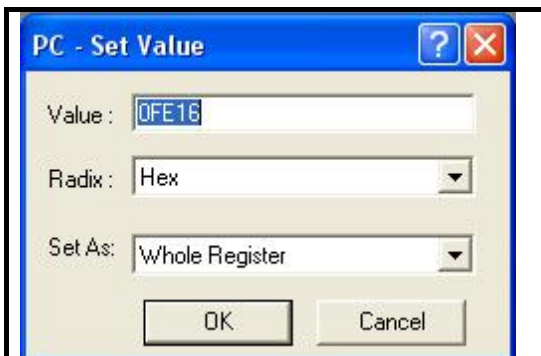 PC - Set Value
Value : 0FE16
Radix : Hex
Set As: Whole Register
OK Cancel